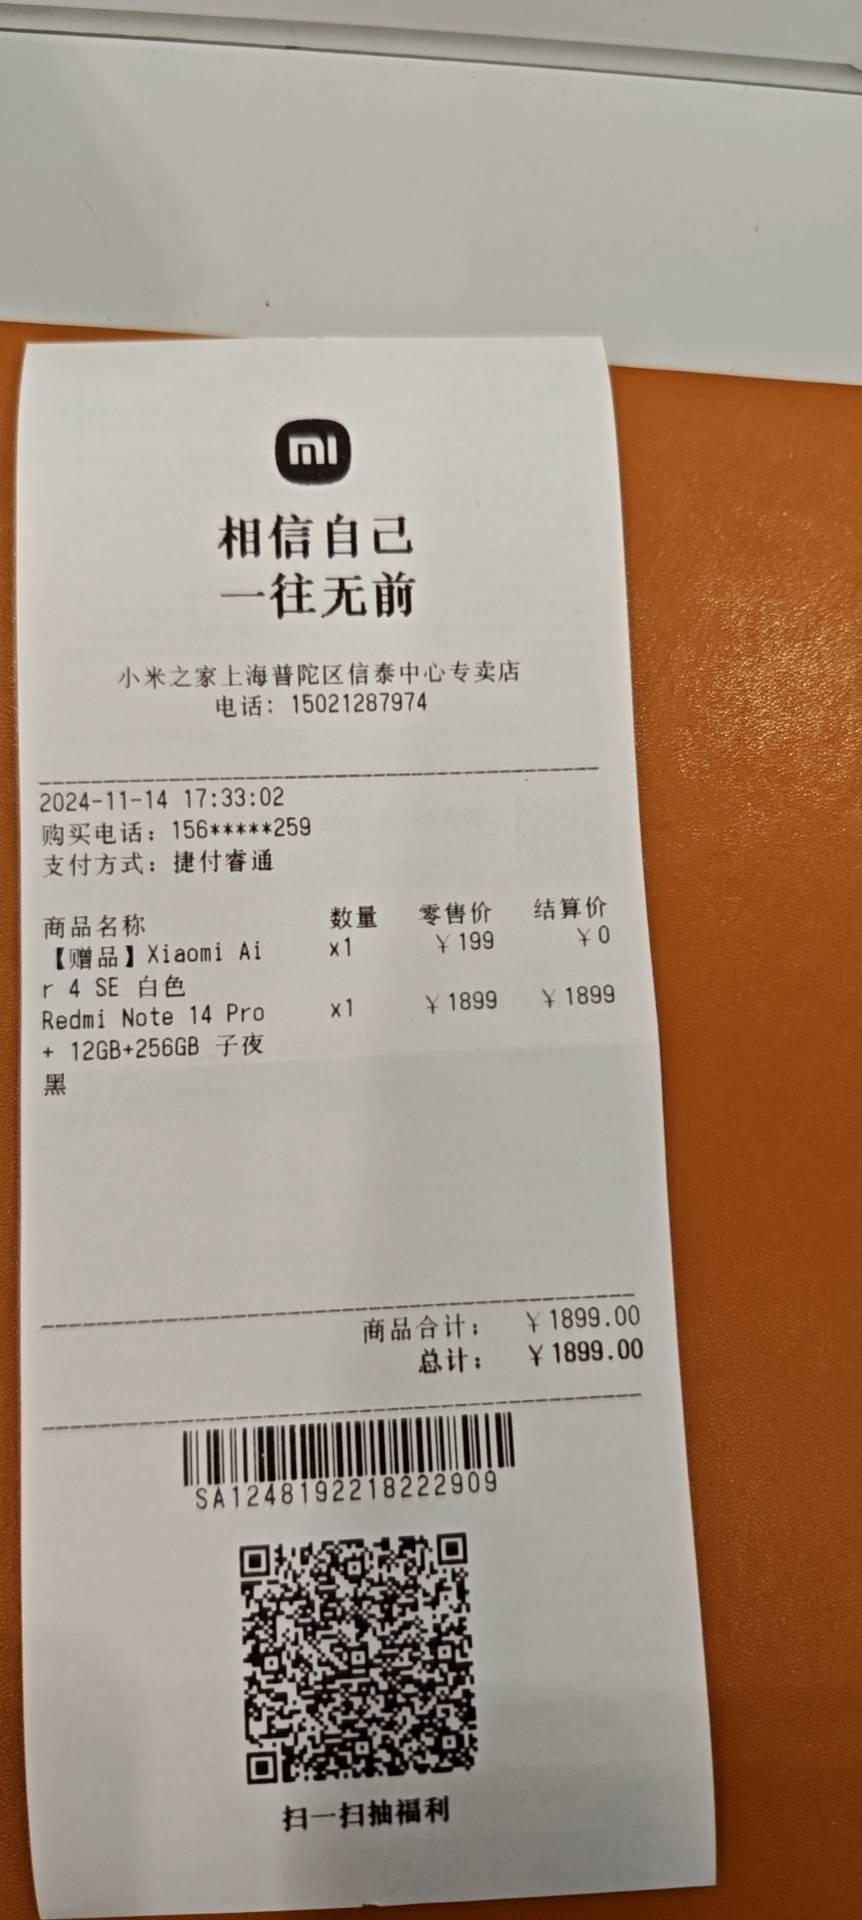 mi
相信自己
一往无前
小米之家上海普陀区信泰中心专卖店
电话: 15021287974
2024-11-14 17:33:02
购买电话: 156*****259
支付方式: 捷付睿通
商品名称 数量 零售价 结算价
【赠品】Xiaomi Ai x1 ¥199 ¥0
r 4 SE 白色
Redmi Note 14 Pro x1 ¥1899 ¥1899
+ 12GB+256GB 子夜
黑
商品合计: ¥1899.00
总计: ¥1899.00
SA1248192218222909
扫一扫抽福利